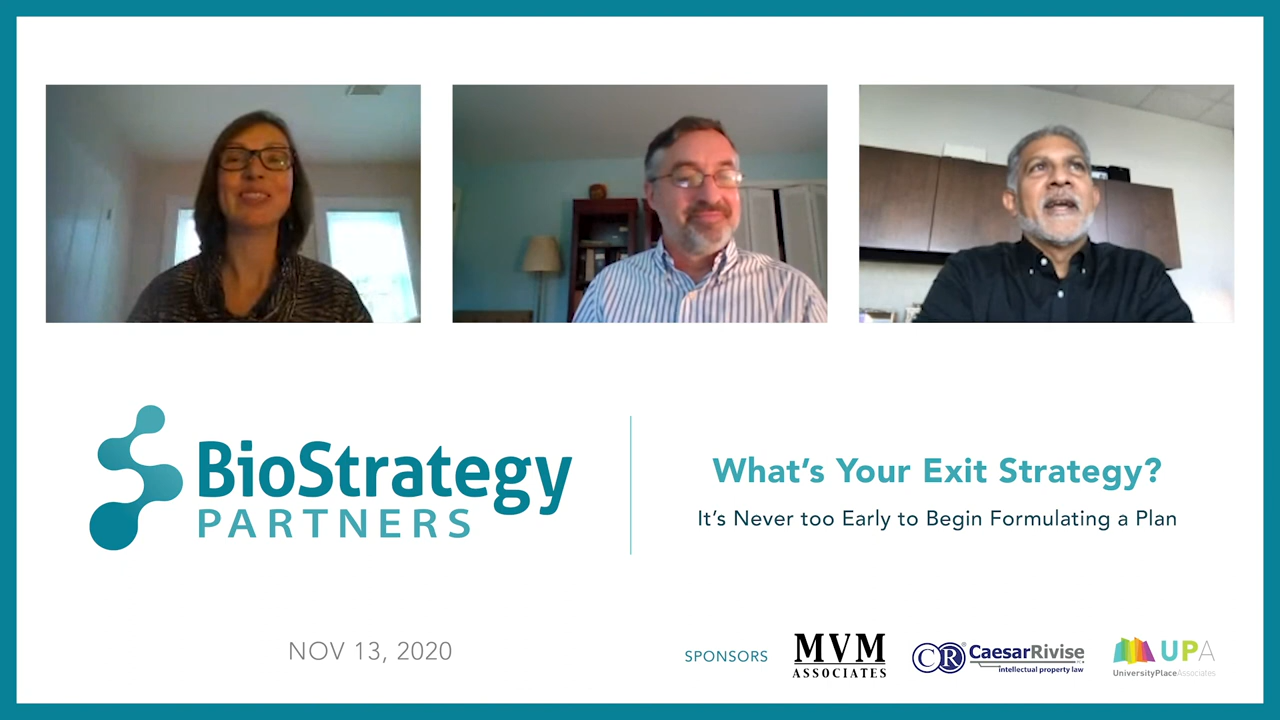 BioStrategy
PARTNERS
What's Your Exit Strategy?
It's Never too Early to Begin Formulating a Plan
NOV 13, 2020
SPONSORS
MVM
ASSOCIATES
CR
CaesarRivise
intellectual property law
UPA
UniversityPlaceAssociates